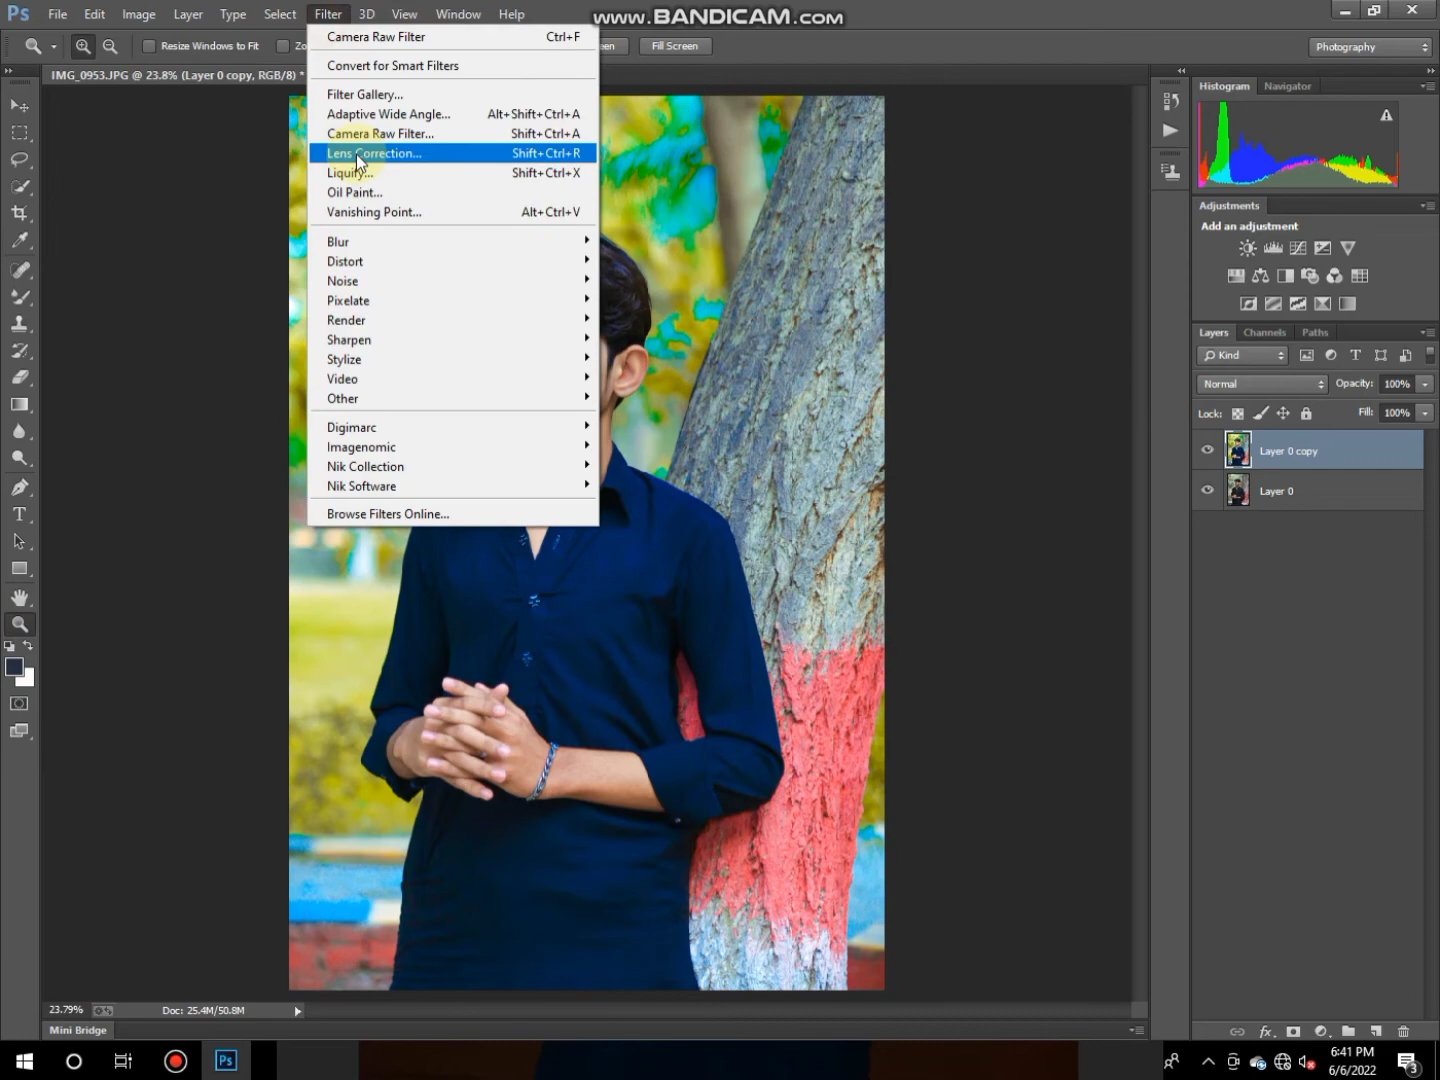 Ps File Edit Image Layer Type Select Filter 3D View Window Help
www.BANDICAM.com
Resize Windows to Fit Zo een Fill Screen Photography
IMG_0953.JPG @ 23.8% (Layer 0 copy, RGB/8) *
Camera Raw Filter Ctrl+F
Convert for Smart Filters
Filter Gallery...
Adaptive Wide Angle... Alt+Shift+Ctrl+A
Camera Raw Filter... Shift+Ctrl+A
Lens Correction... Shift+Ctrl+R
Liquify... Shift+Ctrl+X
Oil Paint...
Vanishing Point... Alt+Ctrl+V
Blur
Distort
Noise
Pixelate
Render
Sharpen
Stylize
Video
Other
Digimarc
Imagenomic
Nik Collection
Nik Software
Browse Filters Online...
Histogram Navigator
Adjustments
Add an adjustment
Layers Channels Paths
Kind
Normal Opacity: 100%
Lock: Fill: 100%
Layer 0 copy
Layer 0
23.79% Doc: 25.4M/50.8M
Mini Bridge
Ps
6:41 PM
6/6/2022
3